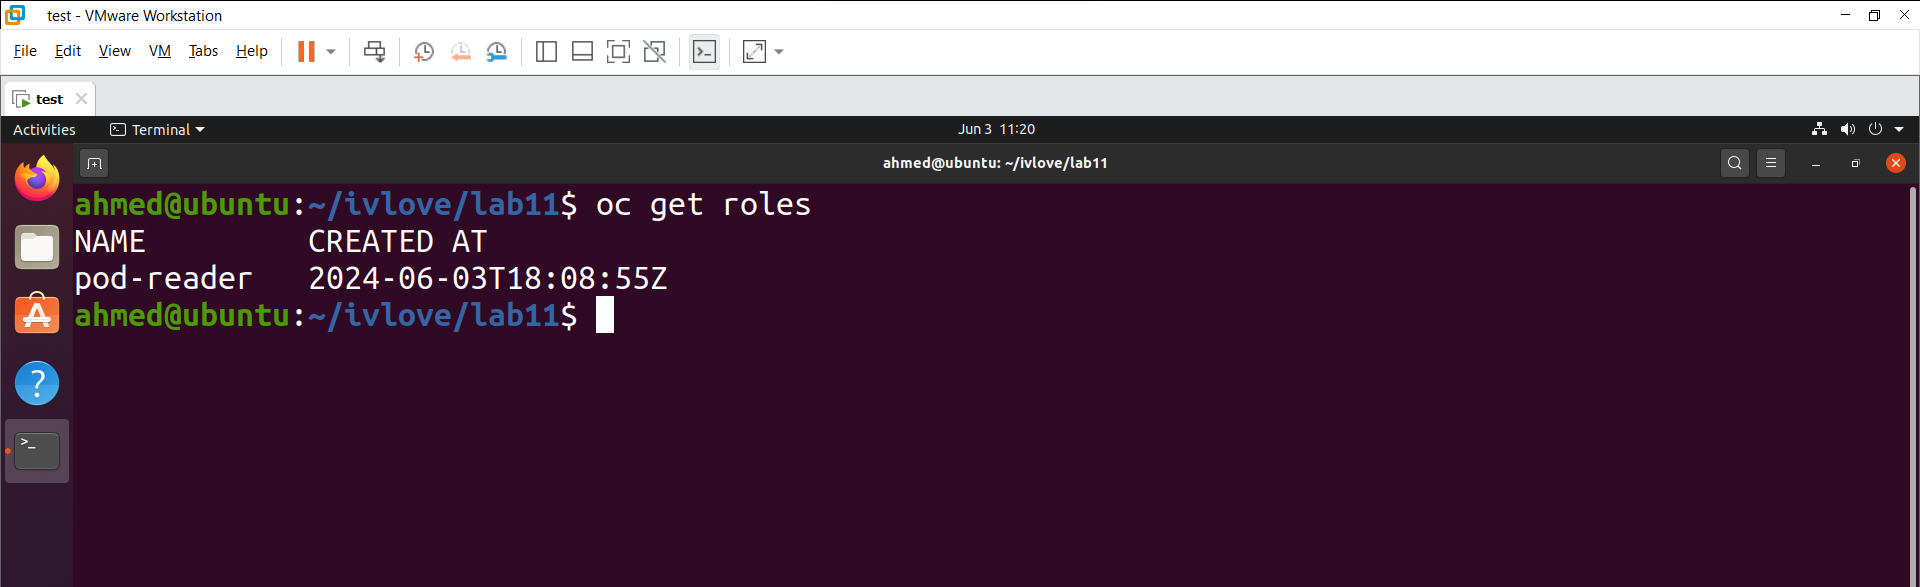 test - VMware Workstation
File Edit View VM Tabs Help
test
Activities Terminal Jun 3 11:20
ahmed@ubuntu: ~/ivlove/lab11
ahmed@ubuntu:~/ivlove/lab11$ oc get roles
NAME CREATED AT
pod-reader 2024-06-03T18:08:55Z
ahmed@ubuntu:~/ivlove/lab11$